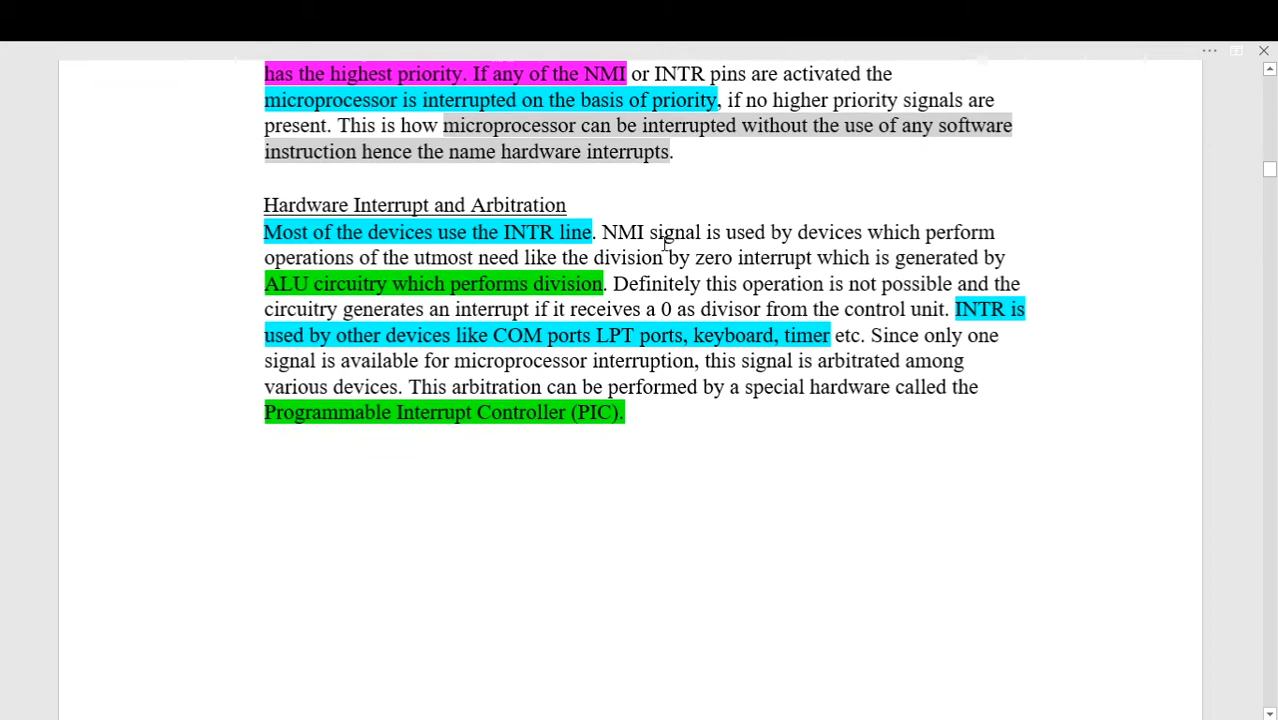 has the highest priority. If any of the NMI or INTR pins are activated the
microprocessor is interrupted on the basis of priority, if no higher priority signals are
present. This is how microprocessor can be interrupted without the use of any software
instruction hence the name hardware interrupts.
Hardware Interrupt and Arbitration
Most of the devices use the INTR line. NMI signal is used by devices which perform
operations of the utmost need like the division by zero interrupt which is generated by
ALU circuitry which performs division. Definitely this operation is not possible and the
circuitry generates an interrupt if it receives a 0 as divisor from the control unit. INTR is
used by other devices like COM ports LPT ports, keyboard, timer etc. Since only one
signal is available for microprocessor interruption, this signal is arbitrated among
various devices. This arbitration can be performed by a special hardware called the
Programmable Interrupt Controller (PIC).